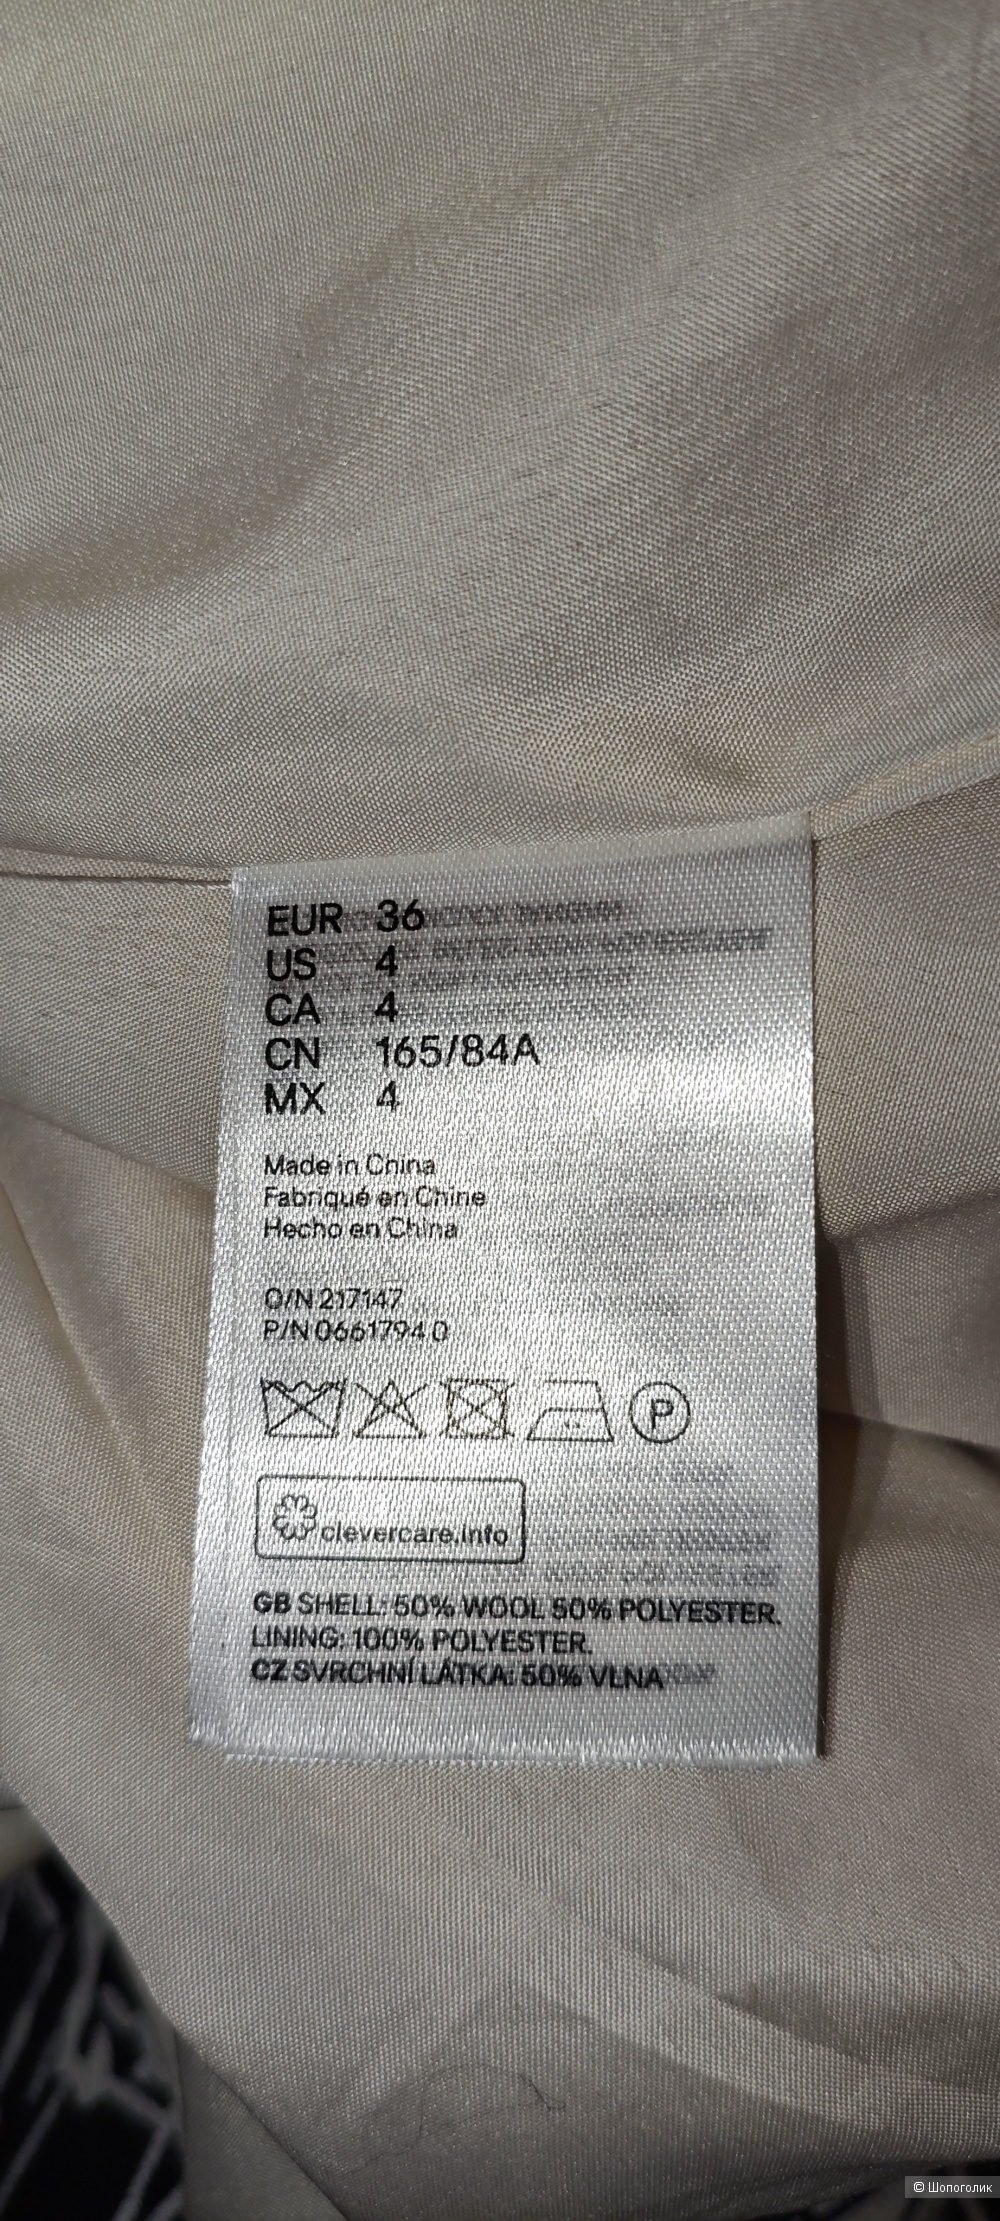 EUR 36
US 4
CA 4
CN 165/84A
MX 4
Made in China
Fabriqué en Chine
Hecho en China
O/N 217147
P/N 0661794 0
P
clevercare.info
GB SHELL: 50% WOOL 50% POLYESTER.
LINING: 100% POLYESTER.
CZ SVRCHNÍ LÁTKA: 50% VLNA
© Шопоголик